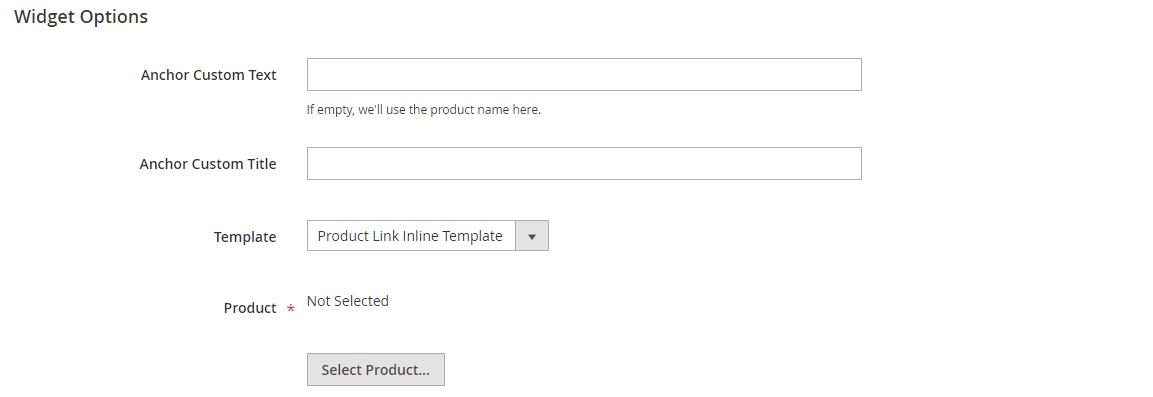 Widget Options
Anchor Custom Text
If empty, we'll use the product name here.
Anchor Custom Title
Template
Product Link Inline Template
Product *
Not Selected
Select Product...